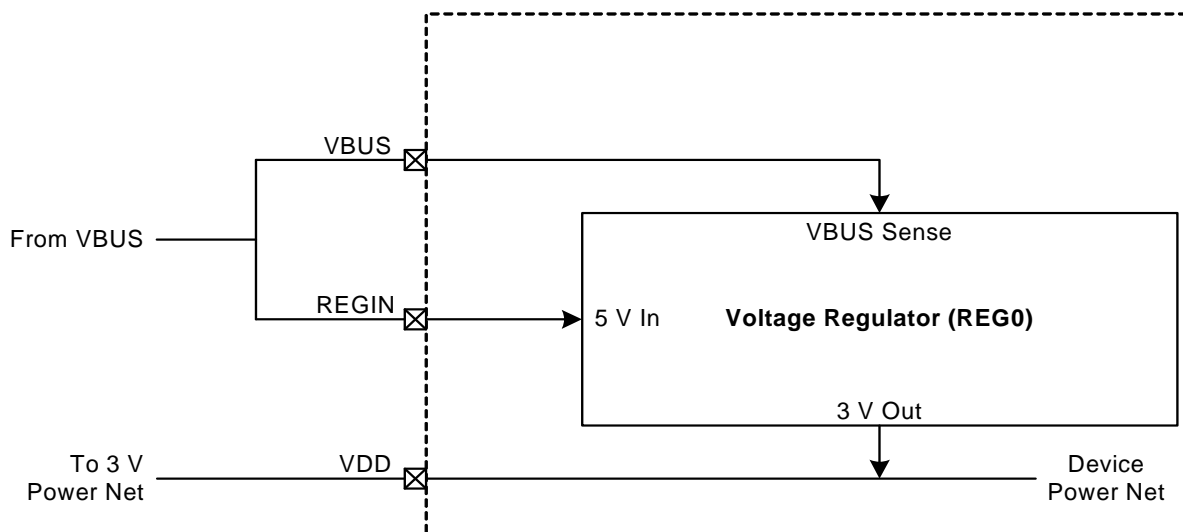 VBUS
From VBUS
VBUS Sense
REGIN
5 V In
Voltage Regulator (REG0)
3 V Out
To 3 V
Power Net
VDD
Device
Power Net